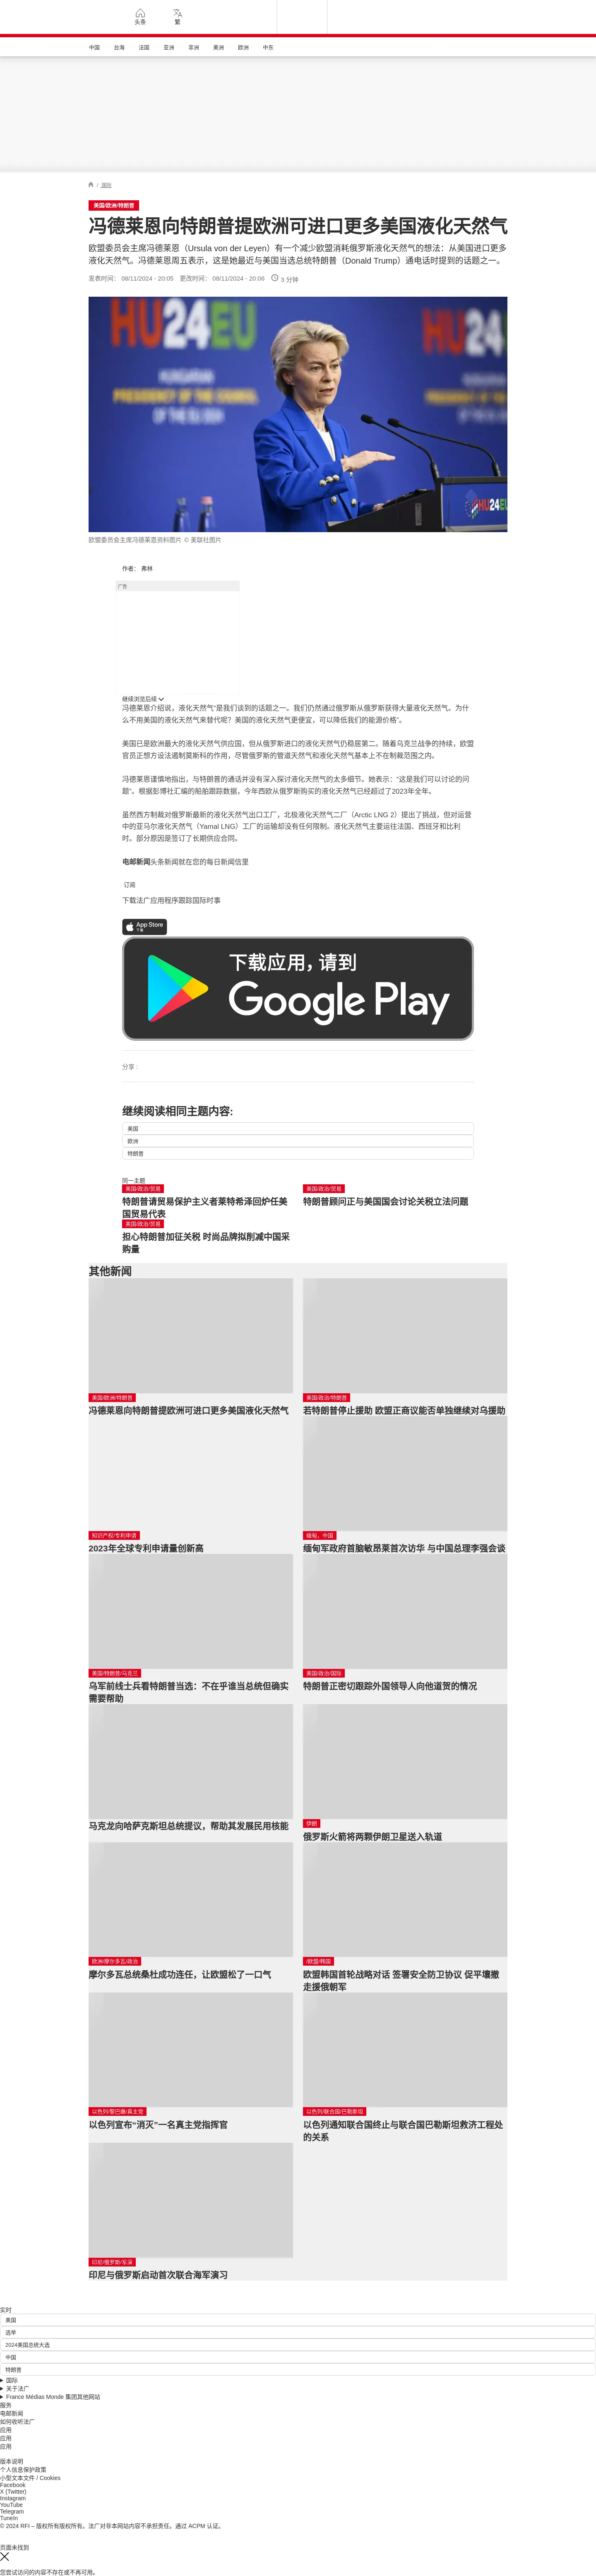 头条
繁
中国 台海 法国 亚洲 非洲 美洲 欧洲 中东
/ 国际
美国/欧洲/特朗普
冯德莱恩向特朗普提欧洲可进口更多美国液化天然气
欧盟委员会主席冯德莱恩（Ursula von der Leyen）有一个减少欧盟消耗俄罗斯液化天然气的想法：从美国进口更多
液化天气。冯德莱恩周五表示，这是她最近与美国当选总统特朗普（Donald Trump）通电话时提到的话题之一。
发表时间： 08/11/2024 - 20:05 更改时间： 08/11/2024 - 20:06 3 分钟
HU24EU
HUNGARIAN
PRESIDENCY OF THE COUNCIL
OF THE EU
HU24
EU
欧盟委员会主席冯德莱恩资料图片 © 美联社图片
作者： 弗林
广告
继续浏览后续
冯德莱恩介绍说，液化天然气“是我们谈到的话题之一。我们仍然通过俄罗斯从俄罗斯获得大量液化天然气。为什
么不用美国的液化天然气来替代呢？美国的液化天然气更便宜，可以降低我们的能源价格”。
美国已是欧洲最大的液化天然气供应国，但从俄罗斯进口的液化天然气仍稳居第二。随着乌克兰战争的持续，欧盟
官员正想方设法遏制莫斯科的作用，尽管俄罗斯的管道天然气和液化天然气基本上不在制裁范围之内。
冯德莱恩谨慎地指出，与特朗普的通话并没有深入探讨液化天然气的太多细节。她表示：“这是我们可以讨论的问
题”。根据彭博社汇编的船舶跟踪数据，今年西欧从俄罗斯购买的液化天然气已经超过了2023年全年。
虽然西方制裁对俄罗斯最新的液化天然气出口工厂，北极液化天然气二厂（Arctic LNG 2）提出了挑战，但对运营
中的亚马尔液化天然气（Yamal LNG）工厂的运输却没有任何限制。液化天然气主要运往法国、西班牙和比利
时。部分原因是签订了长期供应合同。
电邮新闻头条新闻就在您的每日新闻信里
订阅
下载法广应用程序跟踪国际时事
App Store
下载
下载应用，请到
Google Play
分享 :
继续阅读相同主题内容:
美国
欧洲
特朗普
同一主题
美国/政治/贸易
特朗普请贸易保护主义者莱特希泽回炉任美
国贸易代表
美国/政治/贸易
特朗普顾问正与美国国会讨论关税立法问题
美国/政治/贸易
担心特朗普加征关税 时尚品牌拟削减中国采
购量
其他新闻
美国/欧洲/特朗普
冯德莱恩向特朗普提欧洲可进口更多美国液化天然气
美国/政治/特朗普
若特朗普停止援助 欧盟正商议能否单独继续对乌援助
知识产权/专利申请
2023年全球专利申请量创新高
缅甸，中国
缅甸军政府首脑敏昂莱首次访华 与中国总理李强会谈
美国/特朗普/乌克兰
乌军前线士兵看特朗普当选：不在乎谁当总统但确实
需要帮助
美国/政治/国际
特朗普正密切跟踪外国领导人向他道贺的情况
马克龙向哈萨克斯坦总统提议，帮助其发展民用核能
伊朗
俄罗斯火箭将两颗伊朗卫星送入轨道
欧洲/摩尔多瓦/政治
摩尔多瓦总统桑杜成功连任，让欧盟松了一口气
/欧盟/韩国
欧盟韩国首轮战略对话 签署安全防卫协议 促平壤撤
走援俄朝军
以色列/黎巴嫩/真主党
以色列宣布“消灭”一名真主党指挥官
以色列/联合国/巴勒斯坦
以色列通知联合国终止与联合国巴勒斯坦救济工程处
的关系
印尼/俄罗斯/军演
印尼与俄罗斯启动首次联合海军演习
实时
美国
选举
2024美国总统大选
中国
特朗普
国际
关于法广
France Médias Monde 集团其他网站
服务
电邮新闻
如何收听法广
应用
应用
应用
版本说明
个人信息保护政策
小型文本文件 / Cookies
Facebook
X (Twitter)
Instagram
YouTube
Telegram
TuneIn
© 2024 RFI – 版权所有版权所有。法广对非本网站内容不承担责任。通过 ACPM 认证。
页面未找到
您尝试访问的内容不存在或不再可用。